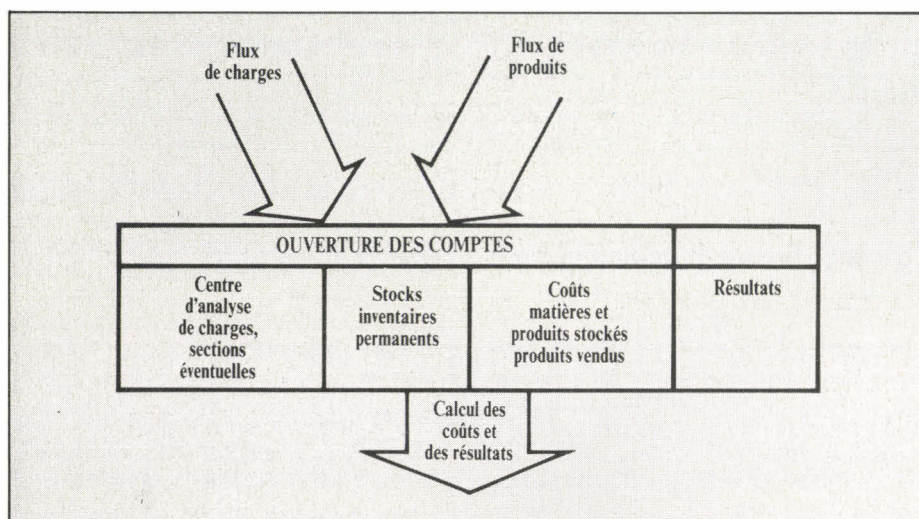 Flux
de charges
Flux de
produits
OUVERTURE DES COMPTES
Centre
d'analyse
de charges,
sections
éventuelles
Stocks
inventaires
permanents
Coûts
matières et
produits stockés
produits vendus
Résultats
Calcul des
coûts et
des résultats